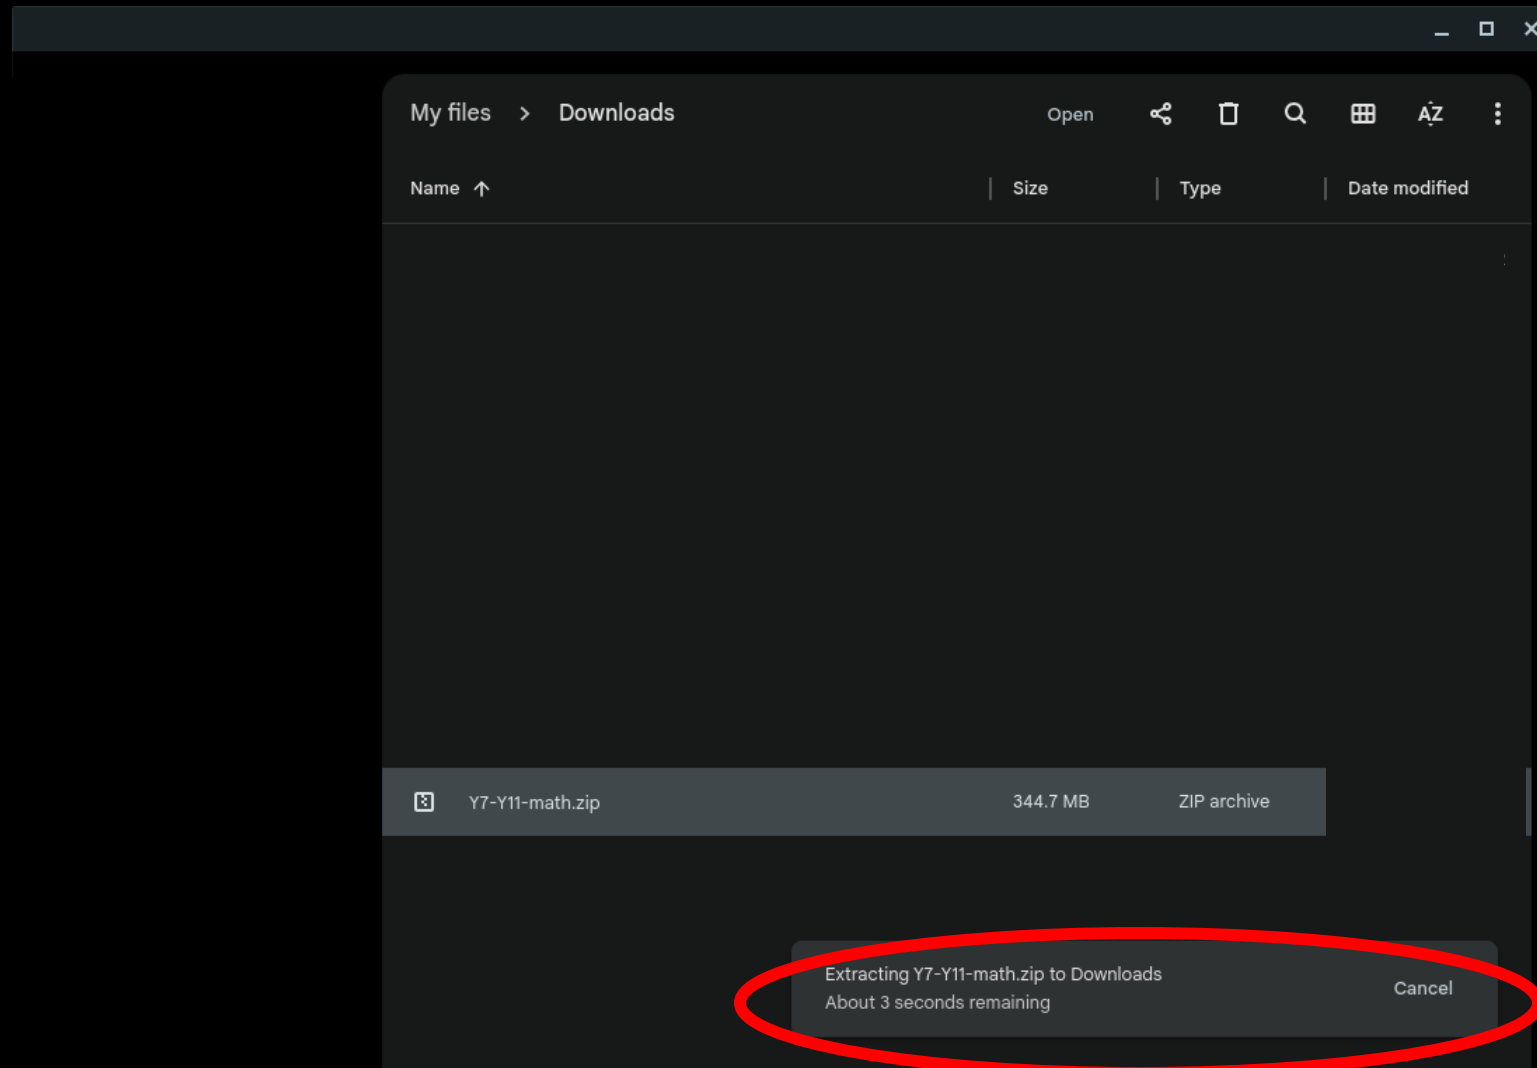 My files > Downloads Open AZ
Name Size Type Date modified
Y7-Y11-math.zip 344.7 MB ZIP archive
Extracting Y7-Y11-math.zip to Downloads
About 3 seconds remaining
Cancel